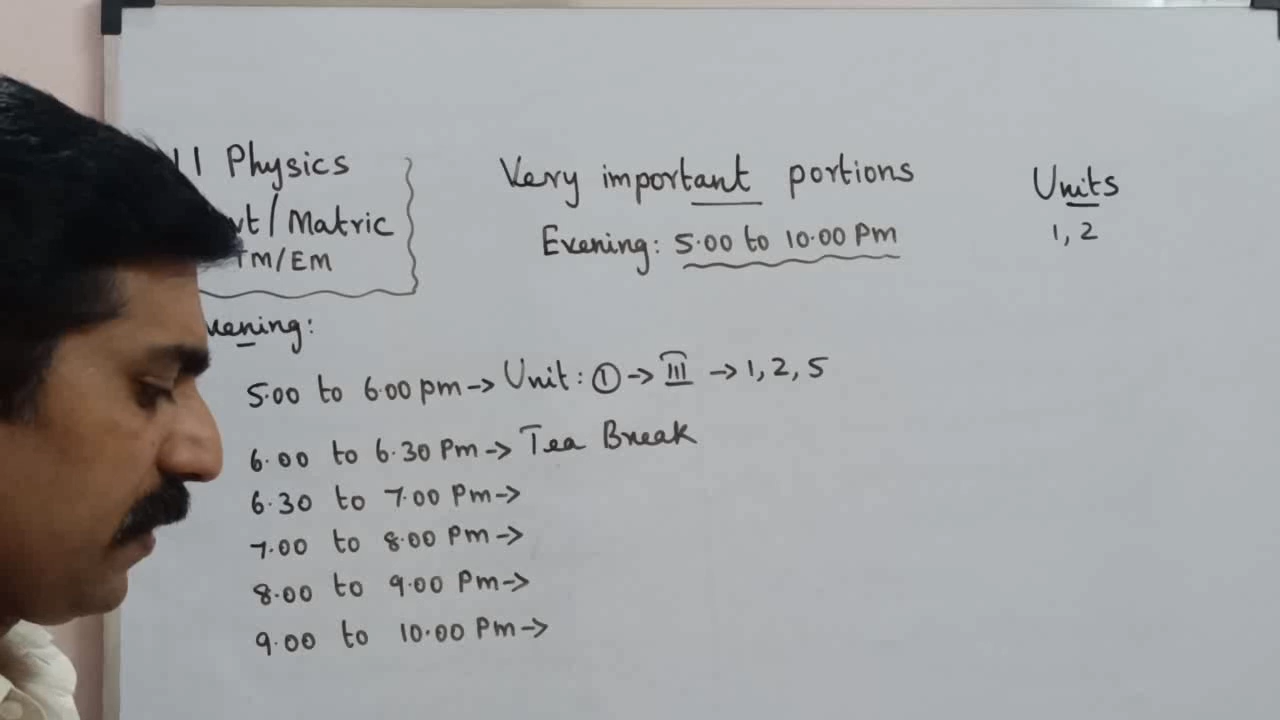 11 Physics
Matric
TM/EM
Very important portions
Evening: 5.00 to 10.00 Pm
Units
1, 2
5.00 to 6.00 pm → Unit: ① → III → 1, 2, 5
6.00 to 6.30 Pm → Tea Break
6.30 to 7.00 Pm →
7.00 to 8.00 Pm →
8.00 to 9.00 Pm →
9.00 to 10.00 Pm →